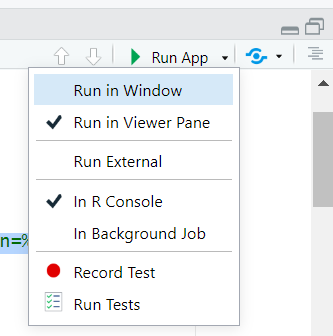 Run App
Run in Window
Run in Viewer Pane
Run External
In R Console
n=%
In Background Job
Record Test
Run Tests